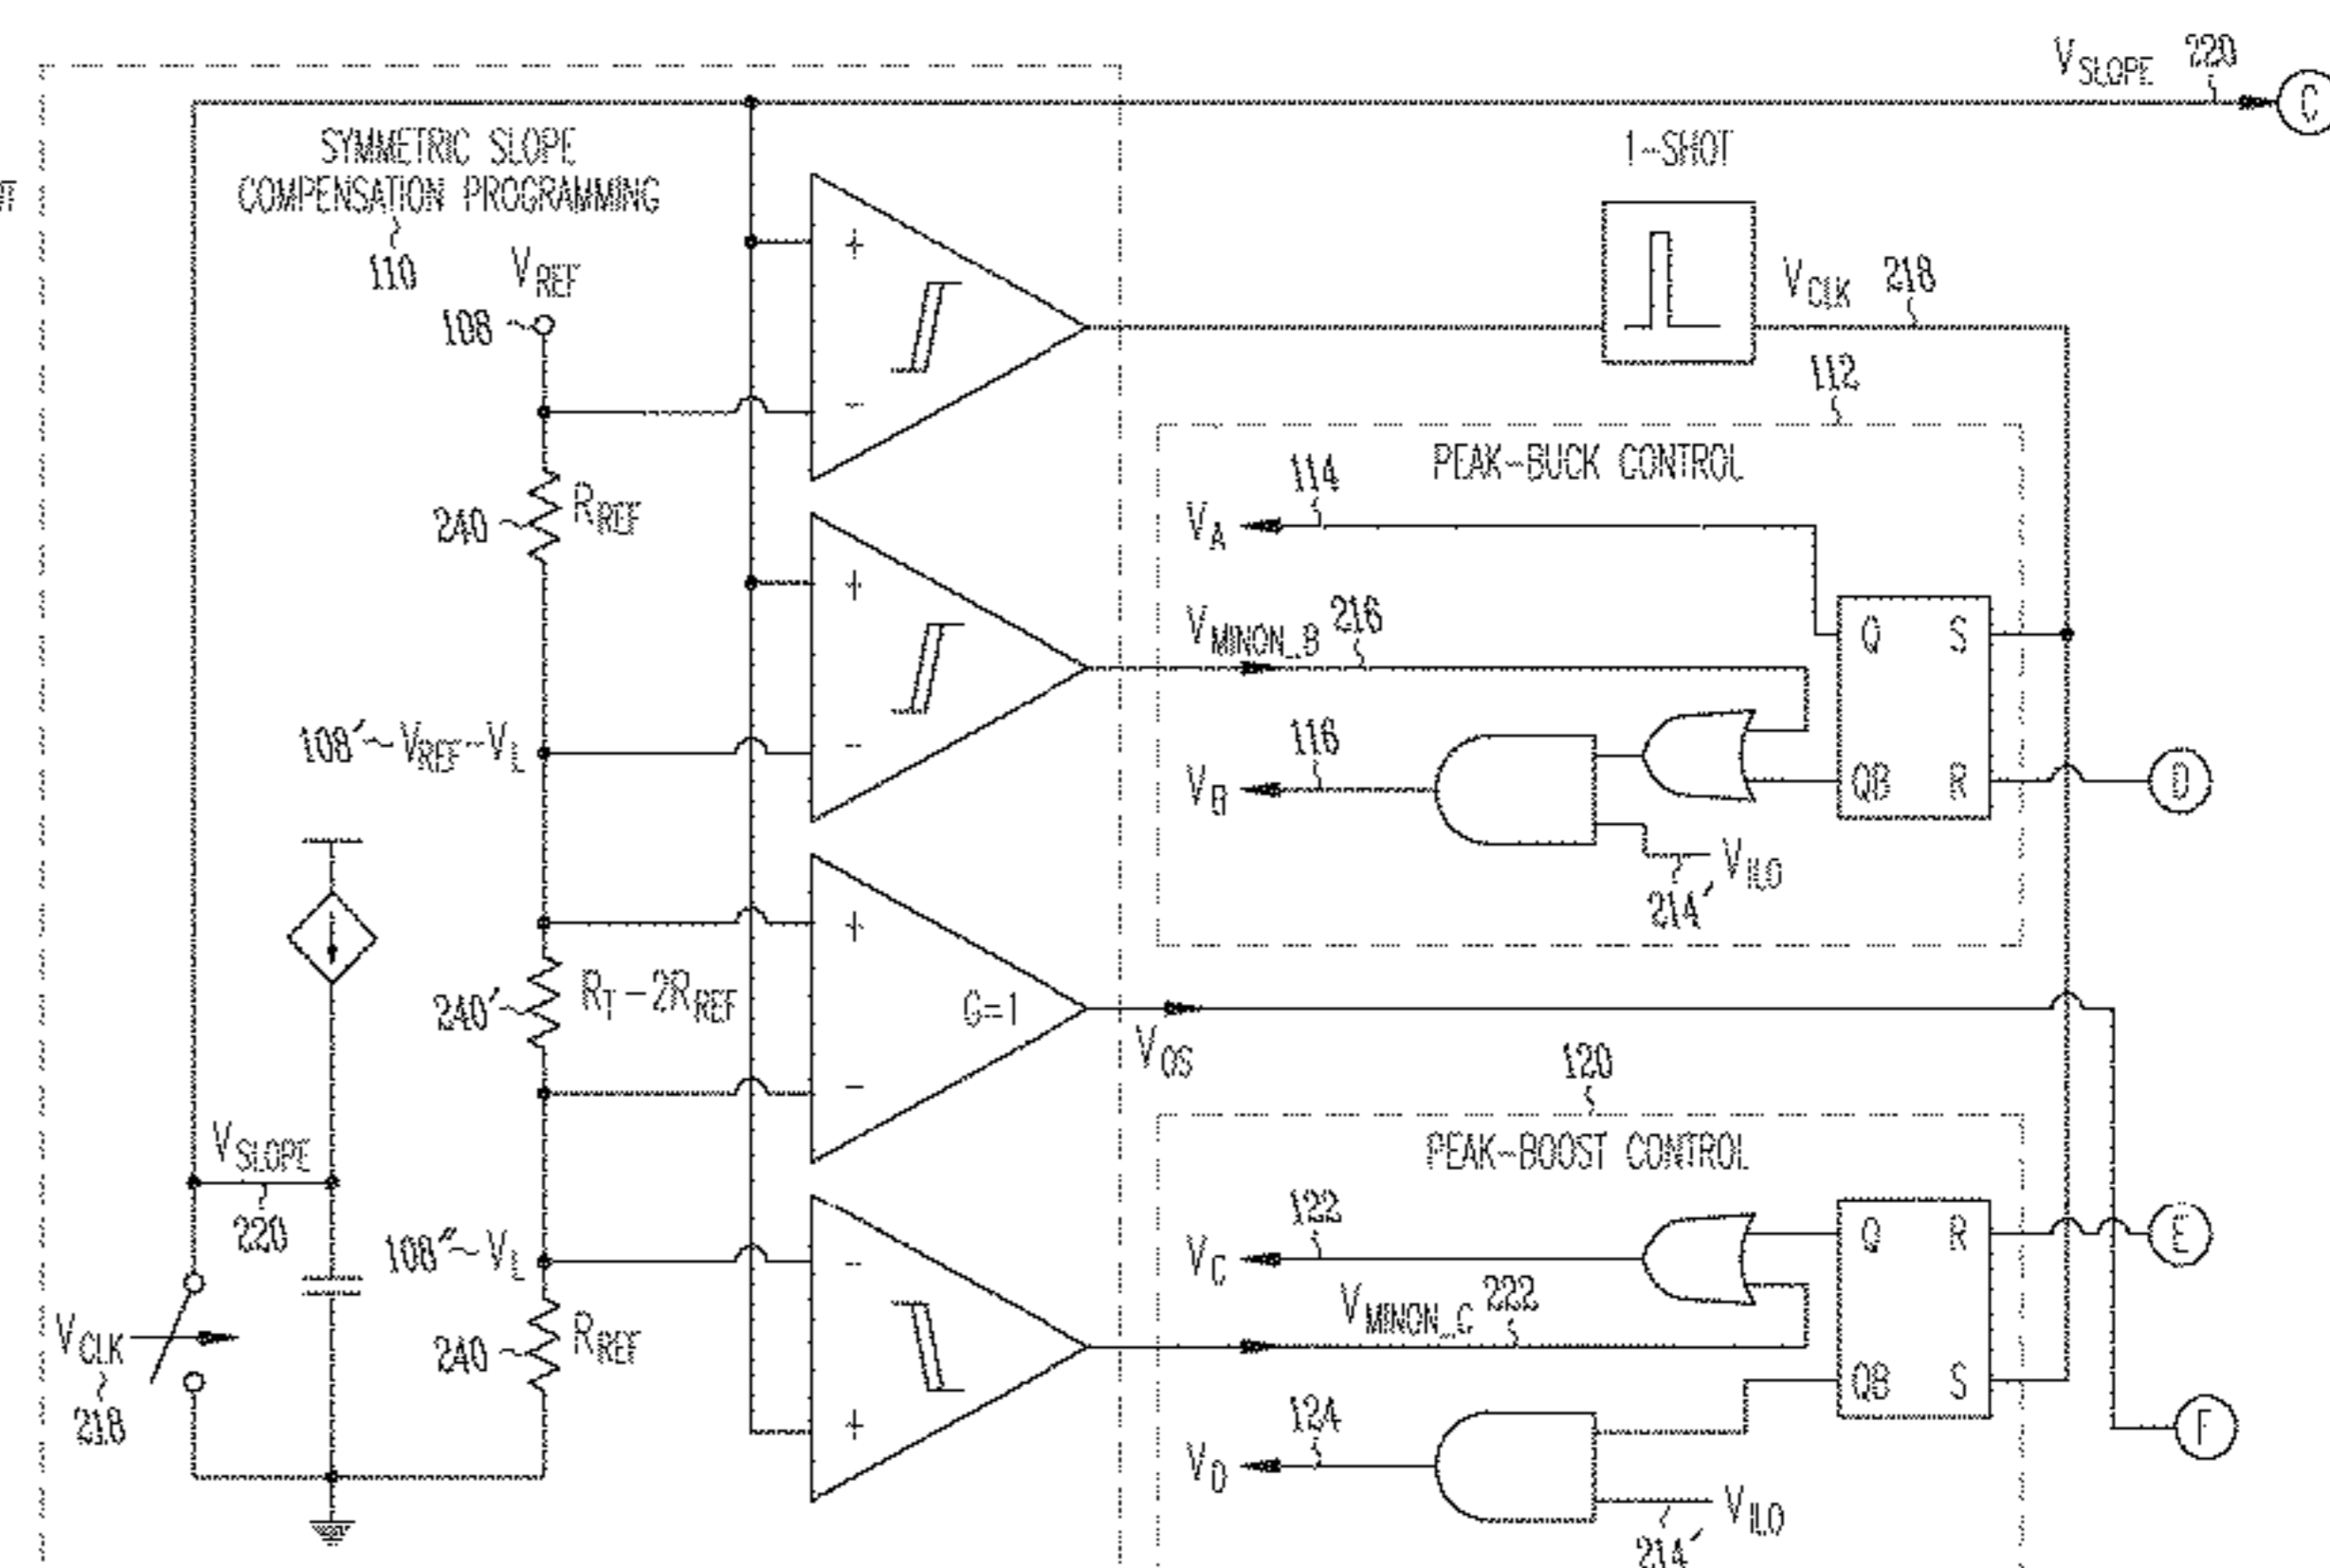 VSLOPE 220
C
SYMMETRIC SLOPE
COMPENSATION PROGRAMMING
110
1-SHOT
VREF
108
+
-
VCLK 218
112
PEAK-BUCK CONTROL
114
VA
240
RREF
+
-
VMINON_B 216
Q
S
108' ~ VREF-VL
116
VB
QB
R
D
VILO
214'
+
-
240'
RT-2RREF
G=1
VOS
120
PEAK-BOOST CONTROL
VSLOPE
220
108" ~ VL
-
+
122
VC
Q
R
E
VMINON_C 222
VCLK
218
240
RREF
124
VD
QB
S
F
VILO
214'